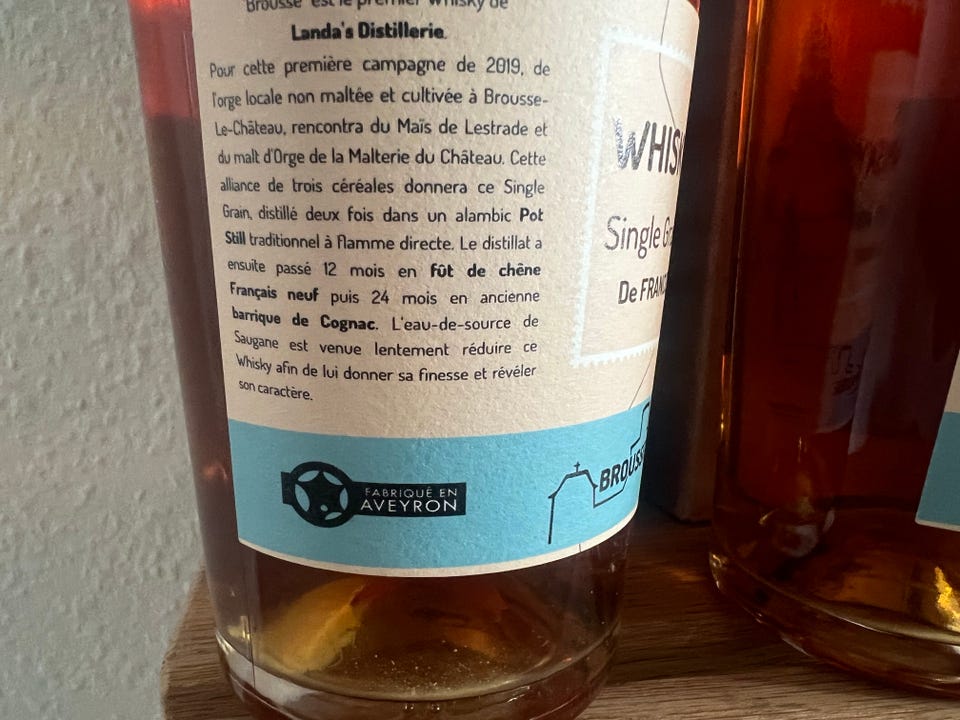 Brousse est le premier whisky de
Landa's Distillerie.
Pour cette première campagne de 2019, de
l'orge locale non maltée et cultivée à Brousse-
Le-Château, rencontra du Maïs de Lestrade et
du malt d'Orge de la Malterie du Château. Cette
alliance de trois céréales donnera ce Single
Grain, distillé deux fois dans un alambic Pot
Still traditionnel à flamme directe. Le distillat a
ensuite passé 12 mois en fût de chêne
Français neuf puis 24 mois en ancienne
barrique de Cognac. L'eau-de-source de
Saugane est venue lentement réduire ce
Whisky afin de lui donner sa finesse et révéler
son caractère.
FABRIQUÉ EN
AVEYRON
WHIS
Single Gra
De FRANC
BROUSSE